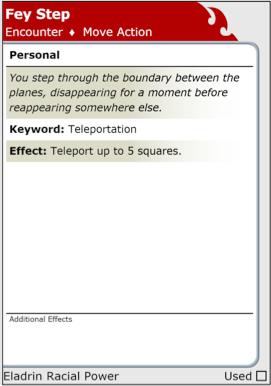 Fey Step
Encounter ♦ Move Action
Personal
You step through the boundary between the
planes, disappearing for a moment before
reappearing somewhere else.
Keyword: Teleportation
Effect: Teleport up to 5 squares.
Additional Effects
Eladrin Racial Power Used